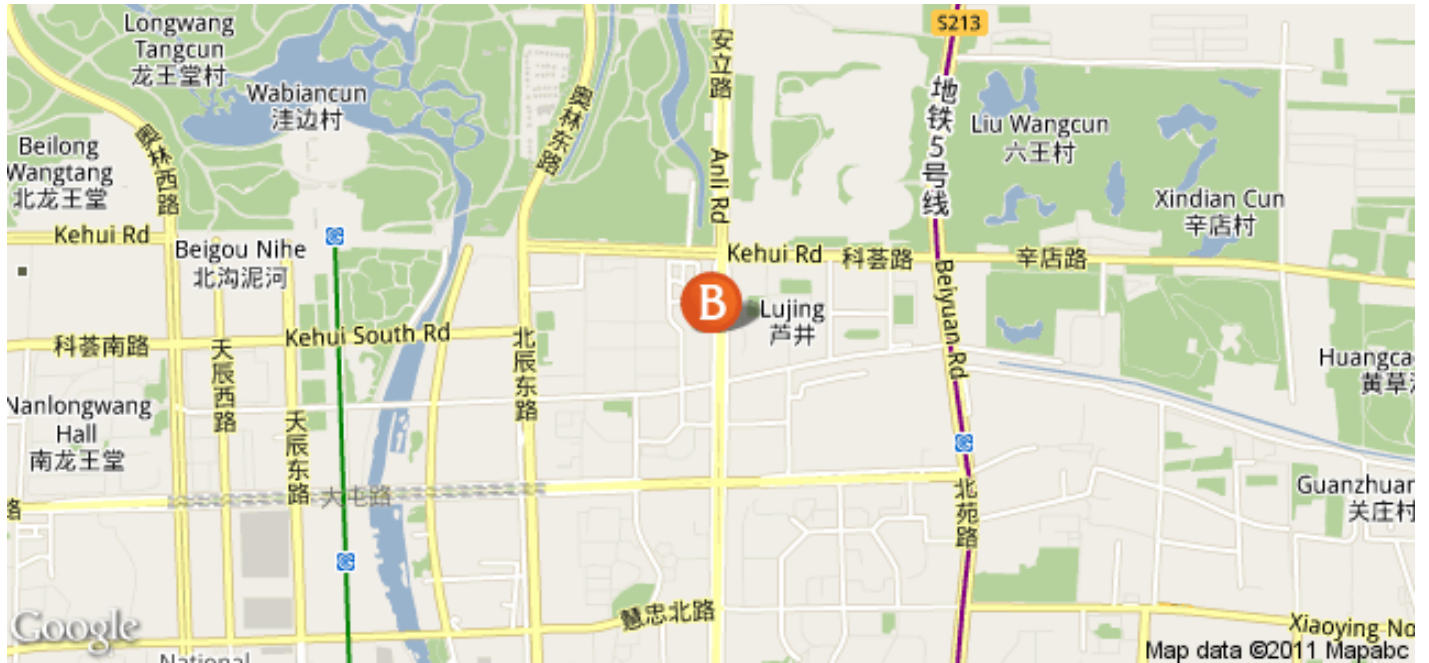 Longwang
Tangcun
龙王堂村
S213
安立路
Wabiancun
洼边村
奥林东路
地铁5号线
Liu Wangcun
六王村
Beilong
Wangtang
北龙王堂
奥林西路
Anli Rd
Xindian Cun
辛店村
Kehui Rd
Beigou Nihe
北沟泥河
Kehui Rd
科荟路
辛店路
B
Lujing
芦井
Beiyuan Rd
科荟南路
Kehui South Rd
天辰西路
北辰东路
Huangca
黄草
Nanlongwang
Hall
南龙王堂
天辰东路
大屯路
路
北苑路
Guanzhuan
关庄村
慧忠北路
Google
Xiaoying No
National
Map data ©2011 Mapabc